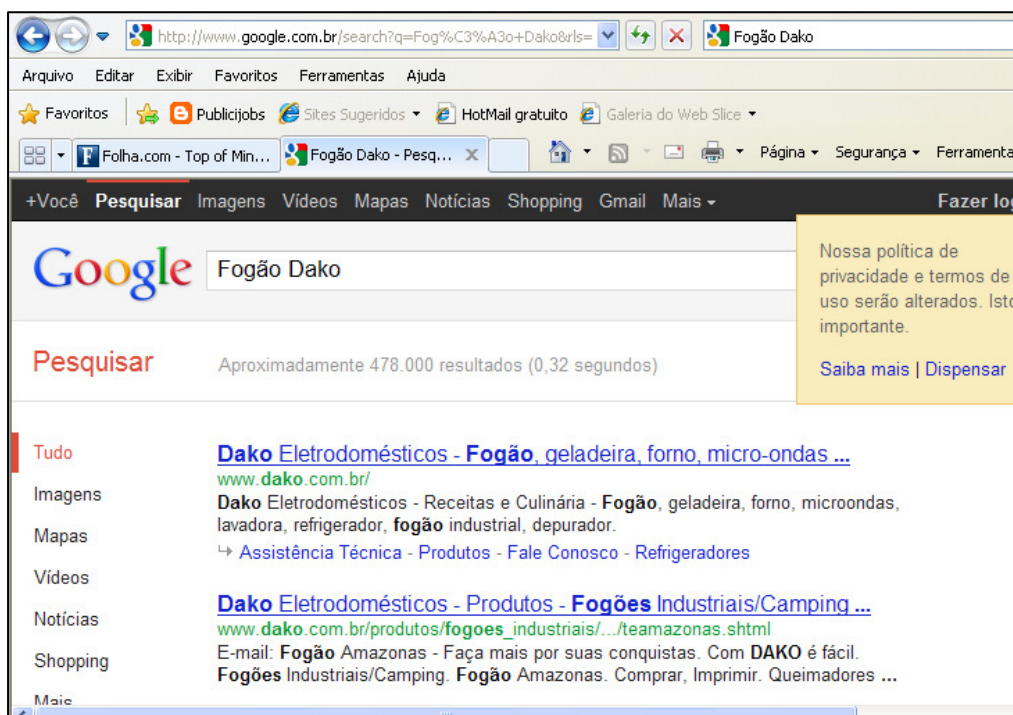 http://www.google.com.br/search?q=Fog%C3%A3o+Dako&rls= Fogão Dako
Arquivo Editar Exibir Favoritos Ferramentas Ajuda
Favoritos Publicijobs Sites Sugeridos HotMail gratuito Galeria do Web Slice
Folha.com - Top of Min... Fogão Dako - Pesq... Página Segurança Ferramenta
+Você Pesquisar Imagens Vídeos Mapas Notícias Shopping Gmail Mais Fazer log
Google Fogão Dako
Nossa política de
privacidade e termos de
uso serão alterados. Isto
importante.
Saiba mais | Dispensar
Pesquisar Aproximadamente 478.000 resultados (0,32 segundos)
Tudo
Imagens
Mapas
Vídeos
Notícias
Shopping
Mais
Dako Eletrodomésticos - Fogão, geladeira, forno, micro-ondas ...
www.dako.com.br/
Dako Eletrodomésticos - Receitas e Culinária - Fogão, geladeira, forno, microondas,
lavadora, refrigerador, fogão industrial, depurador.
Assistência Técnica - Produtos - Fale Conosco - Refrigeradores
Dako Eletrodomésticos - Produtos - Fogões Industriais/Camping ...
www.dako.com.br/produtos/fogoes_industriais/.../teamazonas.shtml
E-mail: Fogão Amazonas - Faça mais por suas conquistas. Com DAKO é fácil.
Fogões Industriais/Camping. Fogão Amazonas. Comprar, Imprimir. Queimadores ...